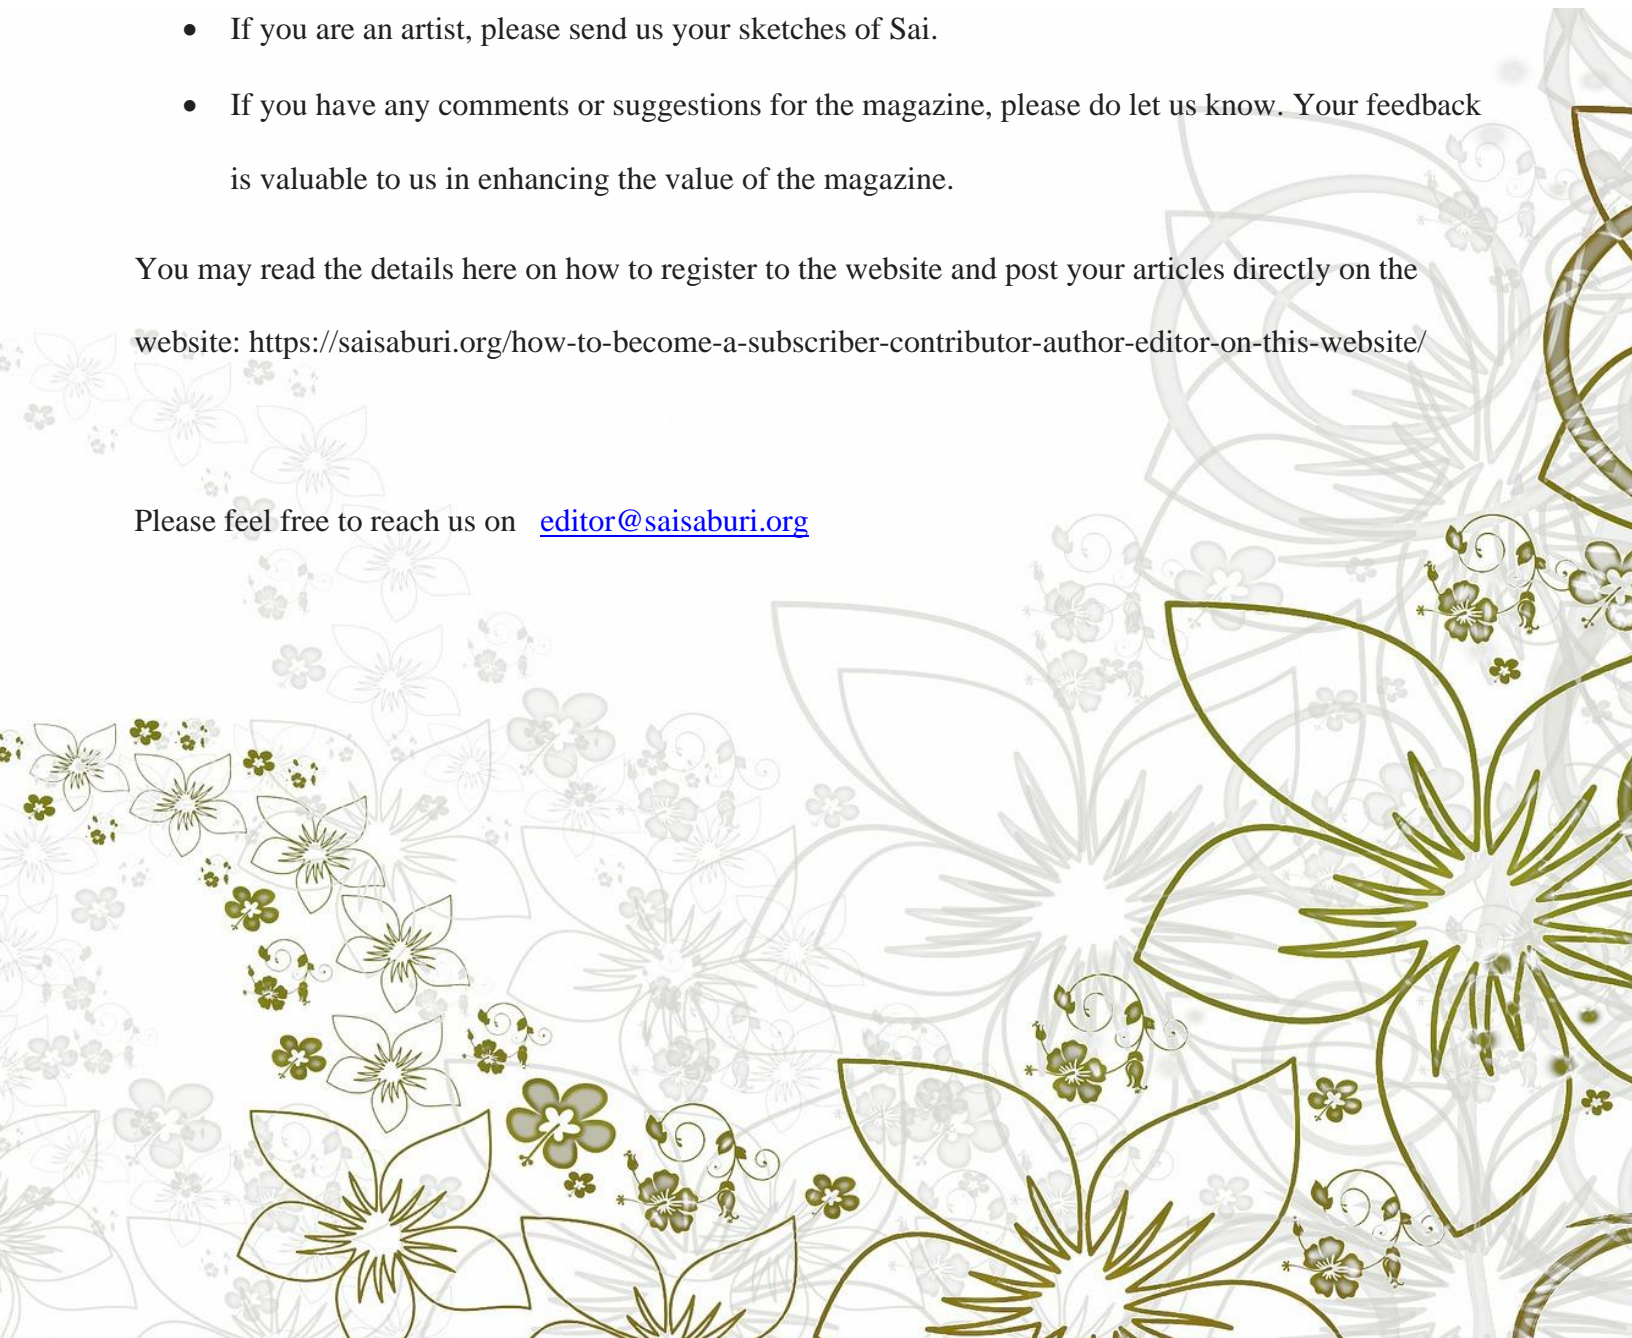 • If you are an artist, please send us your sketches of Sai.
• If you have any comments or suggestions for the magazine, please do let us know. Your feedback
is valuable to us in enhancing the value of the magazine.
You may read the details here on how to register to the website and post your articles directly on the
website: https://saisaburi.org/how-to-become-a-subscriber-contributor-author-editor-on-this-website/
Please feel free to reach us on editor@saisaburi.org